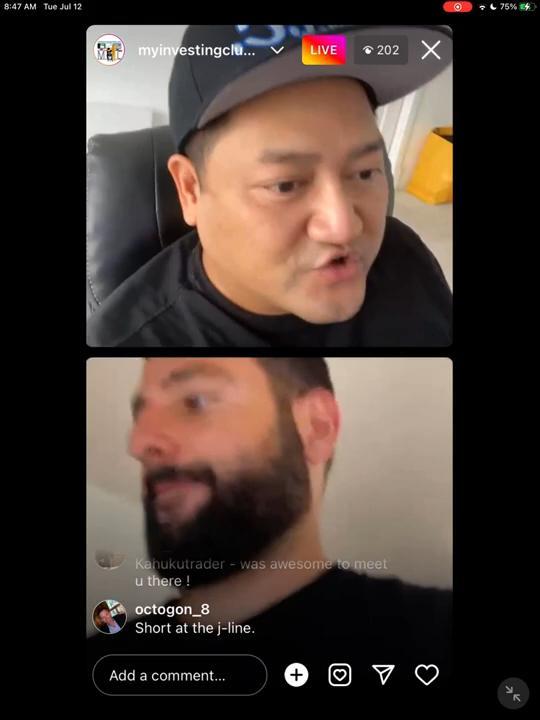 8:47 AM Tue Jul 12
75%
myinvestingclu...
LIVE
202
Kahukutrader - was awesome to meet
u there !
octogon_8
Short at the j-line.
Add a comment...